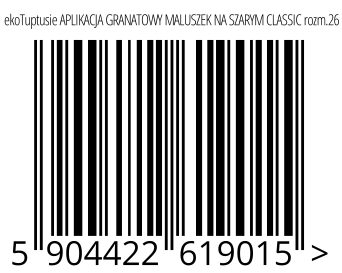 ekoTuptusie APLIKACJA GRANATOWY MALUSZEK NA SZARYM CLASSIC rozm.26
5 904422 619015 >